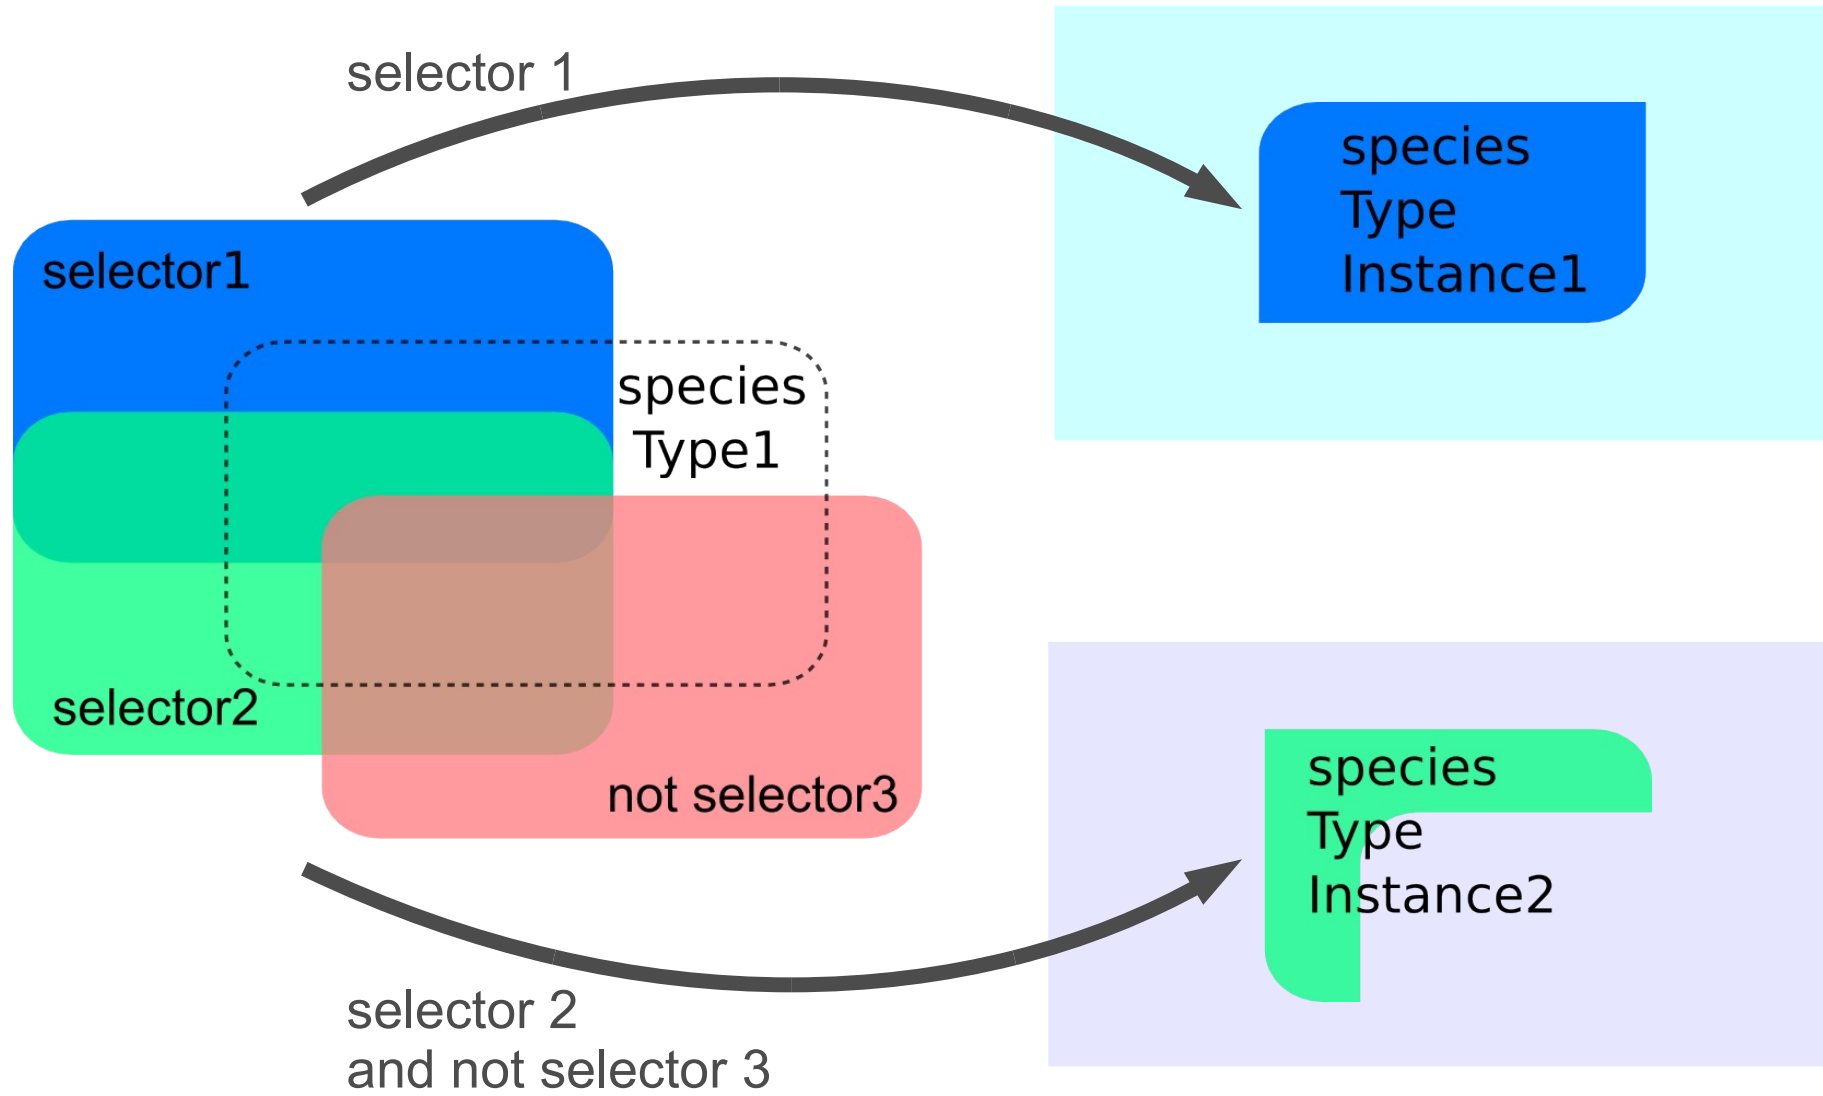 selector 1
species
Type
Instance1
selector1
species
Type1
selector2
not selector3
species
Type
Instance2
selector 2
and not selector 3